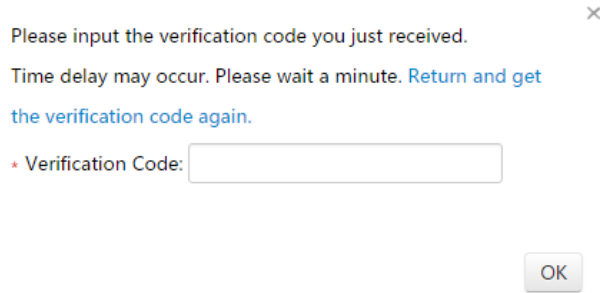 Please input the verification code you just received.
Time delay may occur. Please wait a minute. Return and get
the verification code again.
* Verification Code:
OK